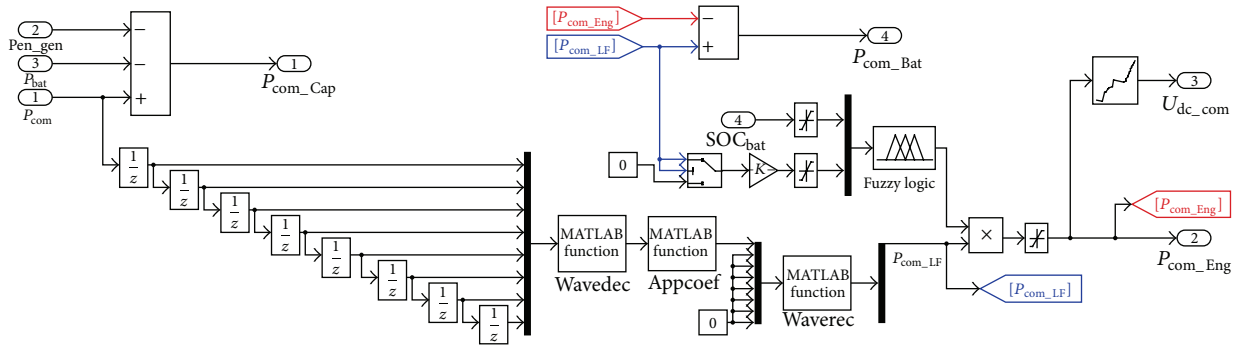 2
Pen_gen
3
P_bat
1
P_com
−
−
+
1
P_com_Cap
[P_com_Eng]
[P_com_LF]
−
+
4
P_com_Bat
4
SOC_bat
0
K
Fuzzy logic
3
U_dc_com
[P_com_Eng]
2
P_com_Eng
×
1/z
1/z
1/z
1/z
1/z
1/z
1/z
1/z
MATLAB
function
Wavedec
MATLAB
function
Appcoef
0
MATLAB
function
Waverec
P_com_LF
[P_com_LF]